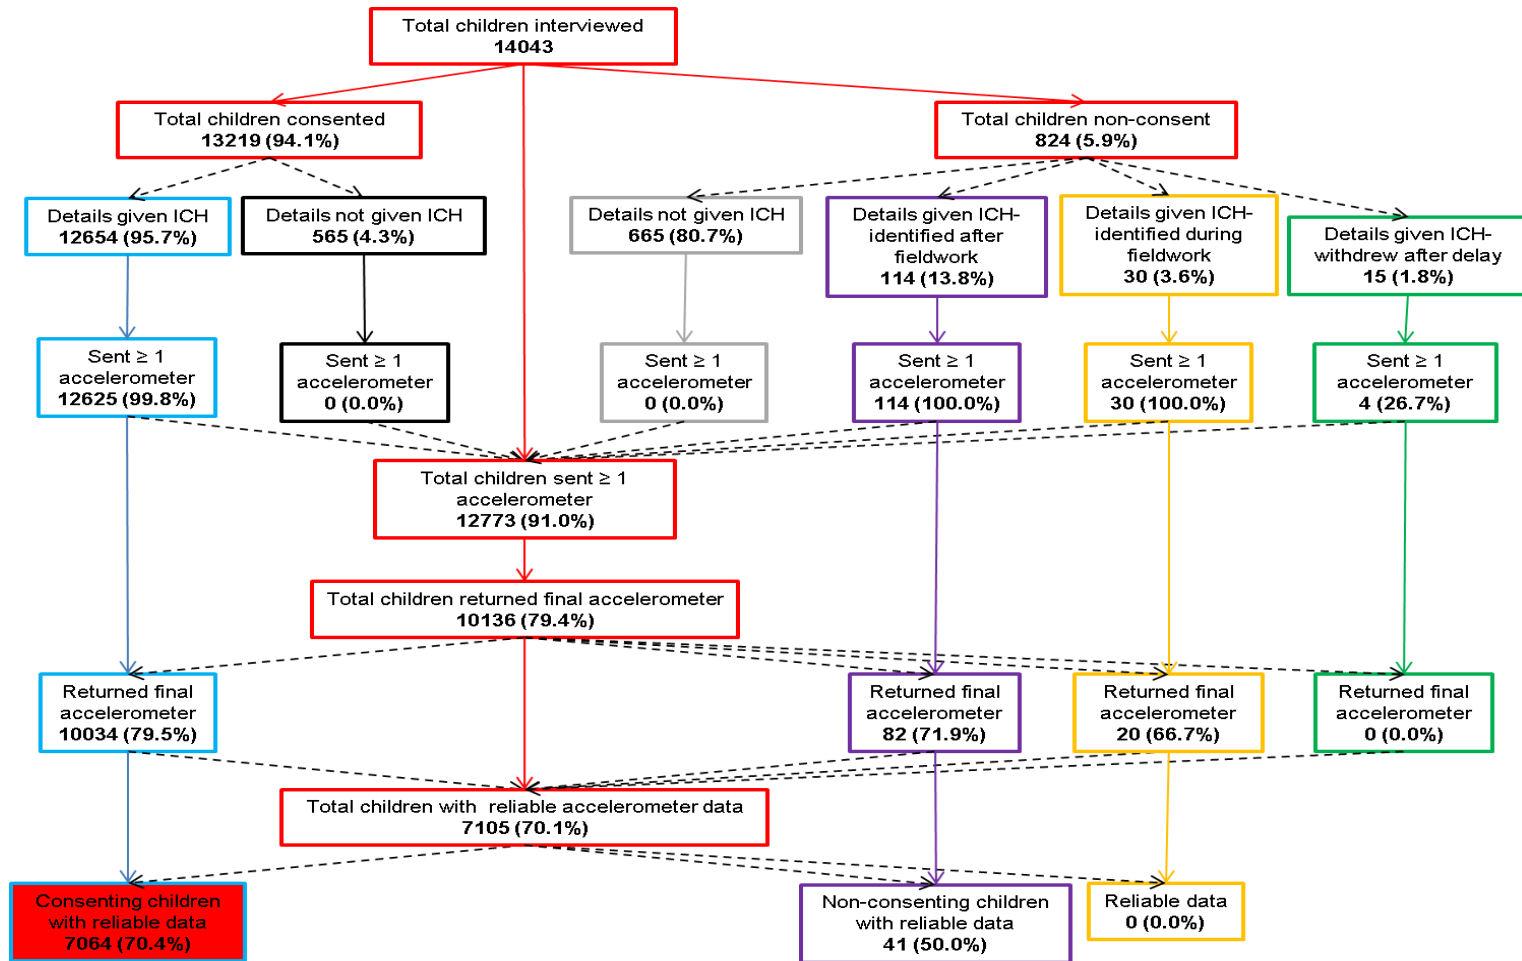 Total children interviewed
14043
Total children consented
13219 (94.1%)
Total children non-consent
824 (5.9%)
Details given ICH
12654 (95.7%)
Details not given ICH
565 (4.3%)
Details not given ICH
665 (80.7%)
Details given ICH-
identified after
fieldwork
114 (13.8%)
Details given ICH-
identified during
fieldwork
30 (3.6%)
Details given ICH-
withdrew after delay
15 (1.8%)
Sent ≥ 1
accelerometer
12625 (99.8%)
Sent ≥ 1
accelerometer
0 (0.0%)
Sent ≥ 1
accelerometer
0 (0.0%)
Sent ≥ 1
accelerometer
114 (100.0%)
Sent ≥ 1
accelerometer
30 (100.0%)
Sent ≥ 1
accelerometer
4 (26.7%)
Total children sent ≥ 1
accelerometer
12773 (91.0%)
Total children returned final accelerometer
10136 (79.4%)
Returned final
accelerometer
10034 (79.5%)
Returned final
accelerometer
82 (71.9%)
Returned final
accelerometer
20 (66.7%)
Returned final
accelerometer
0 (0.0%)
Total children with reliable accelerometer data
7105 (70.1%)
Consenting children
with reliable data
7064 (70.4%)
Non-consenting children
with reliable data
41 (50.0%)
Reliable data
0 (0.0%)